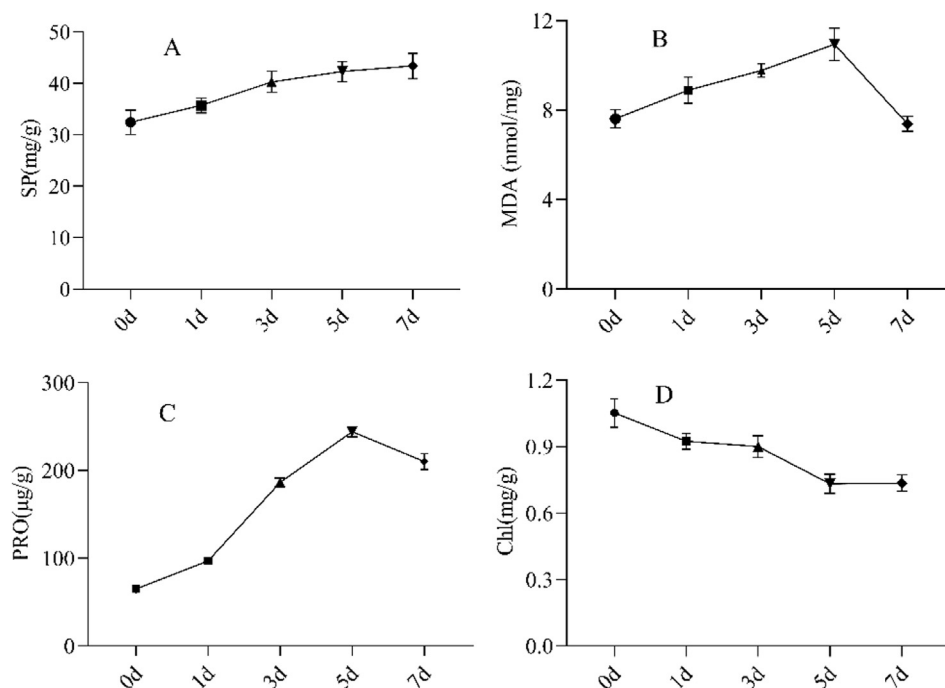 A
SP(mg/g)
50
40
30
20
10
0
0d 1d 3d 5d 7d
B
MDA (nmol/mg)
12
8
4
0
0d 1d 3d 5d 7d
C
PRO(μg/g)
300
200
100
0
0d 1d 3d 5d 7d
D
Chl(mg/g)
1.2
0.9
0.6
0.3
0.0
0d 1d 3d 5d 7d